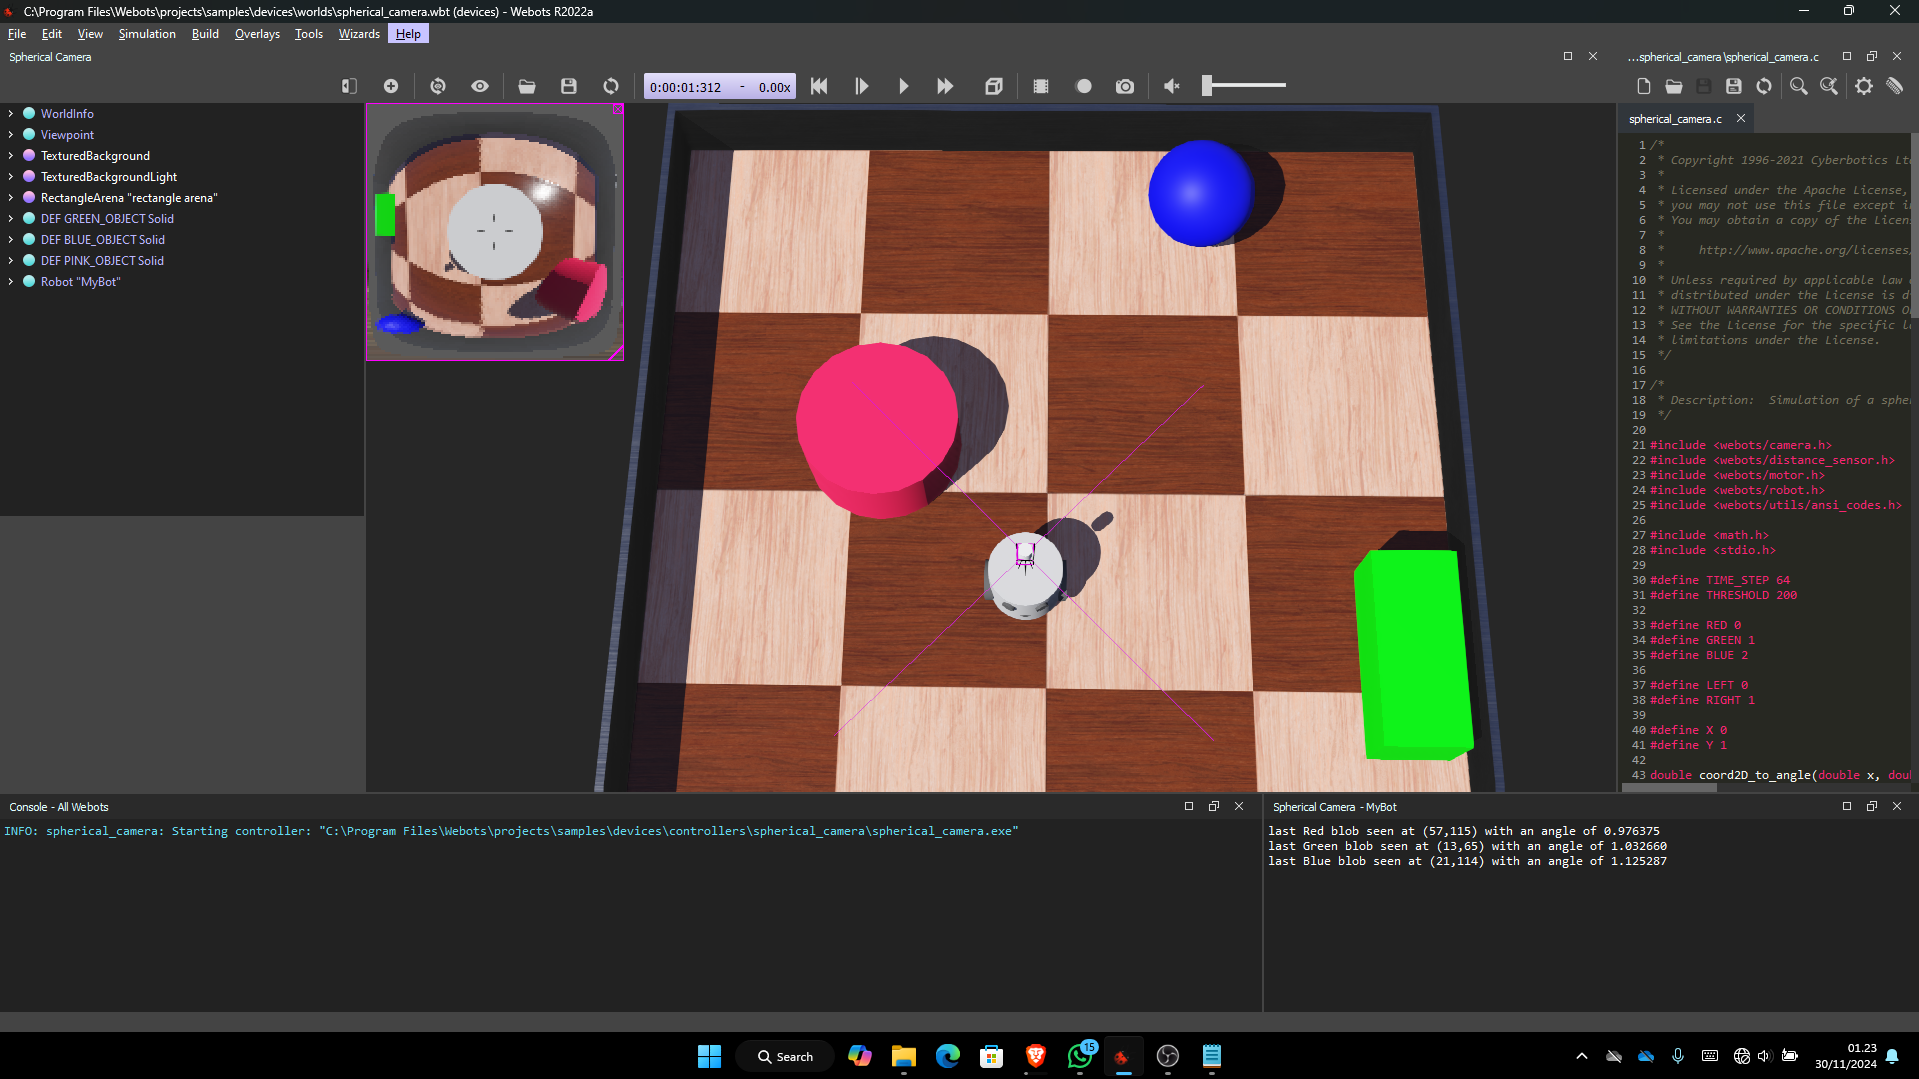 C:\Program Files\Webots\projects\samples\devices\worlds\spherical_camera.wbt (devices) - Webots R2022a
File Edit View Simulation Build Overlays Tools Wizards Help
Spherical Camera
...spherical_camera\spherical_camera.c
0:00:01:312 - 0.00x
WorldInfo
Viewpoint
TexturedBackground
TexturedBackgroundLight
RectangleArena "rectangle arena"
DEF GREEN_OBJECT Solid
DEF BLUE_OBJECT Solid
DEF PINK_OBJECT Solid
Robot "MyBot"
spherical_camera.c
1 /*
2 * Copyright 1996-2021 Cyberbotics
3 *
4 * Licensed under the Apache License,
5 * you may not use this file except
6 * You may obtain a copy of the
7 *
8 * http://www.apache.org/licenses/
9 *
10 * Unless required by applicable law
11 * distributed under the License is
12 * WITHOUT WARRANTIES OR CONDITIONS
13 * See the License for the specific
14 * limitations under the License.
15 */
16
17 /*
18 * Description: Simulation of a
19 */
20
21 #include <webots/camera.h>
22 #include <webots/distance_sensor.h>
23 #include <webots/motor.h>
24 #include <webots/robot.h>
25 #include <webots/utils/ansi_codes.h>
26
27 #include <math.h>
28 #include <stdio.h>
29
30 #define TIME_STEP 64
31 #define THRESHOLD 200
32
33 #define RED 0
34 #define GREEN 1
35 #define BLUE 2
36
37 #define LEFT 0
38 #define RIGHT 1
39
40 #define X 0
41 #define Y 1
42
43 double coord2D_to_angle(double x,
Console - All Webots
INFO: spherical_camera: Starting controller: "C:\Program Files\Webots\projects\samples\devices\controllers\spherical_camera\spherical_camera.exe"
Spherical Camera - MyBot
last Red blob seen at (57,115) with an angle of 0.976375
last Green blob seen at (13,65) with an angle of 1.032660
last Blue blob seen at (21,114) with an angle of 1.125287
Search
15
01.23
30/11/2024